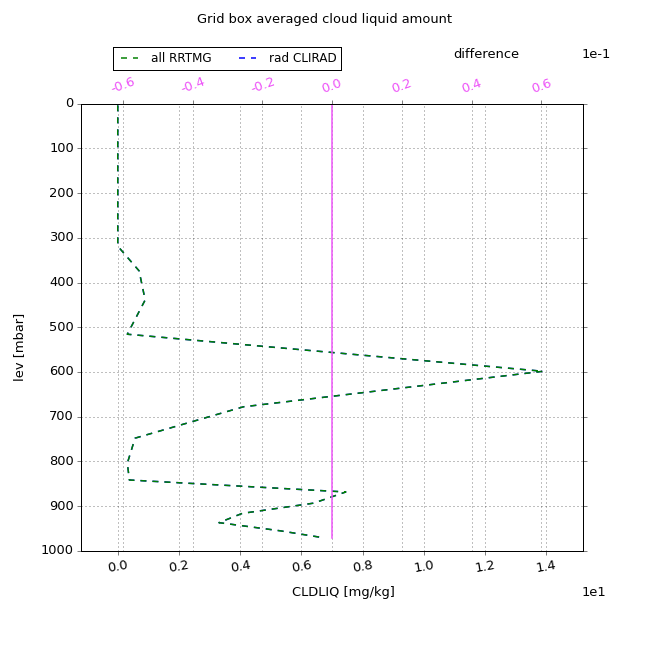 Grid box averaged cloud liquid amount
all RRTMG rad CLIRAD difference 1e-1
-0.6 -0.4 -0.2 0.0 0.2 0.4 0.6
0
100
200
300
400
500
600
700
800
900
1000
lev [mbar]
0.0 0.2 0.4 0.6 0.8 1.0 1.2 1.4
CLDLIQ [mg/kg] 1e1